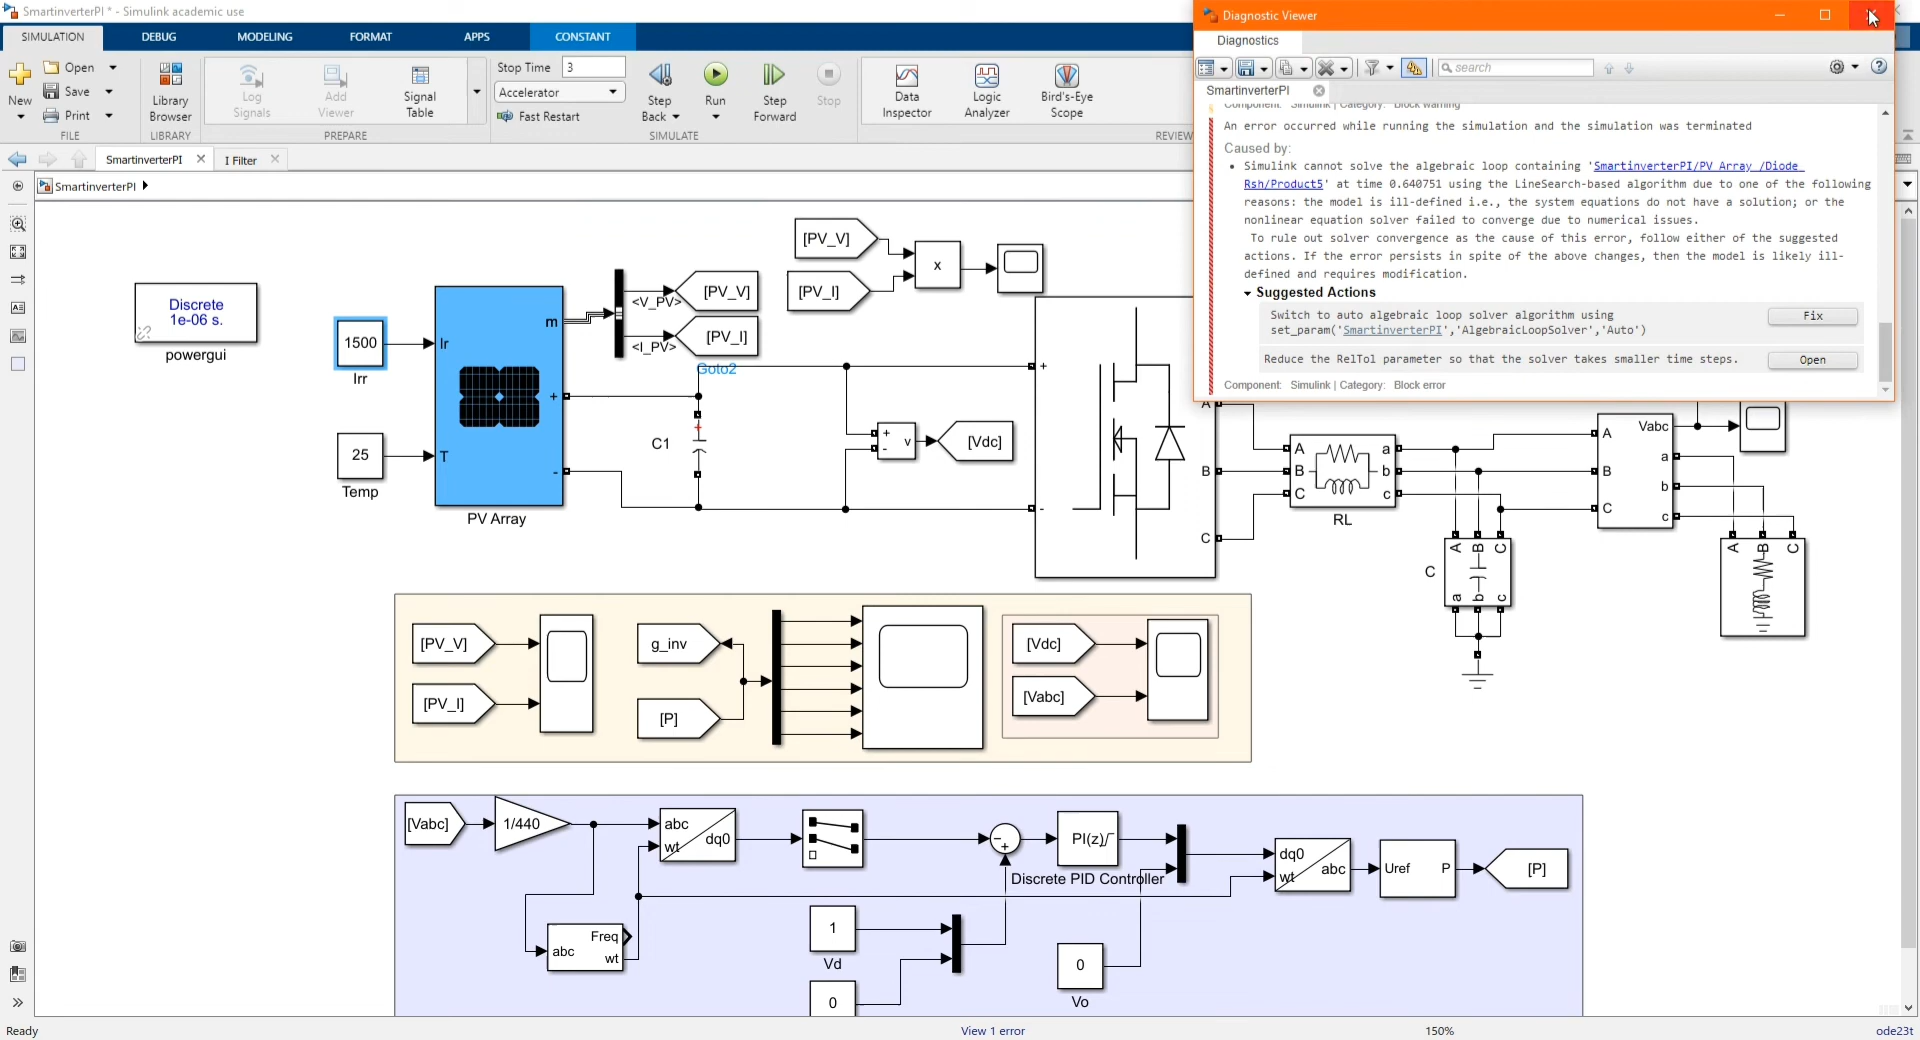 SmartinverterPI * - Simulink academic use
SIMULATION
DEBUG
MODELING
FORMAT
APPS
CONSTANT
New
Open
Save
Print
FILE
Library
Browser
LIBRARY
Log
Signals
Add
Viewer
Signal
Table
PREPARE
Stop Time 3
Accelerator
Fast Restart
Step
Back
Run
Step
Forward
Stop
SIMULATE
Data
Inspector
Logic
Analyzer
Bird's-Eye
Scope
REVIEW
SmartinverterPI
I Filter
SmartinverterPI
Diagnostic Viewer
Diagnostics
search
SmartinverterPI
Component: Simulink | Category: Block warning
An error occurred while running the simulation and the simulation was terminated
Caused by:
Simulink cannot solve the algebraic loop containing 'SmartinverterPI/PV Array /Diode
Rsh/Product5' at time 0.640751 using the LineSearch-based algorithm due to one of the following
reasons: the model is ill-defined i.e., the system equations do not have a solution; or the
nonlinear equation solver failed to converge due to numerical issues.
To rule out solver convergence as the cause of this error, follow either of the suggested
actions. If the error persists in spite of the above changes, then the model is likely ill-
defined and requires modification.
Suggested Actions
Switch to auto algebraic loop solver algorithm using
set_param('SmartinverterPI','AlgebraicLoopSolver','Auto')
Fix
Reduce the RelTol parameter so that the solver takes smaller time steps.
Open
Component: Simulink | Category: Block error
Discrete
1e-06 s.
powergui
1500
Irr
25
Temp
Ir
T
m
+
-
PV Array
<V_PV>
<I_PV>
[PV_V]
[PV_I]
Goto2
[PV_V]
[PV_I]
x
C1
+
+
-
v
[Vdc]
+
-
A
B
C
A
B
C
a
b
c
RL
A B C
a b c
C
A
B
C
Vabc
a
b
c
A B C
[PV_V]
[PV_I]
g_inv
[P]
[Vdc]
[Vabc]
[Vabc]
1/440
abc
wt
dq0
-
+
PI(z)
Discrete PID Controller
dq0
wt
abc
Uref
P
[P]
abc
Freq
wt
1
Vd
0
0
Vo
Ready
View 1 error
150%
ode23t